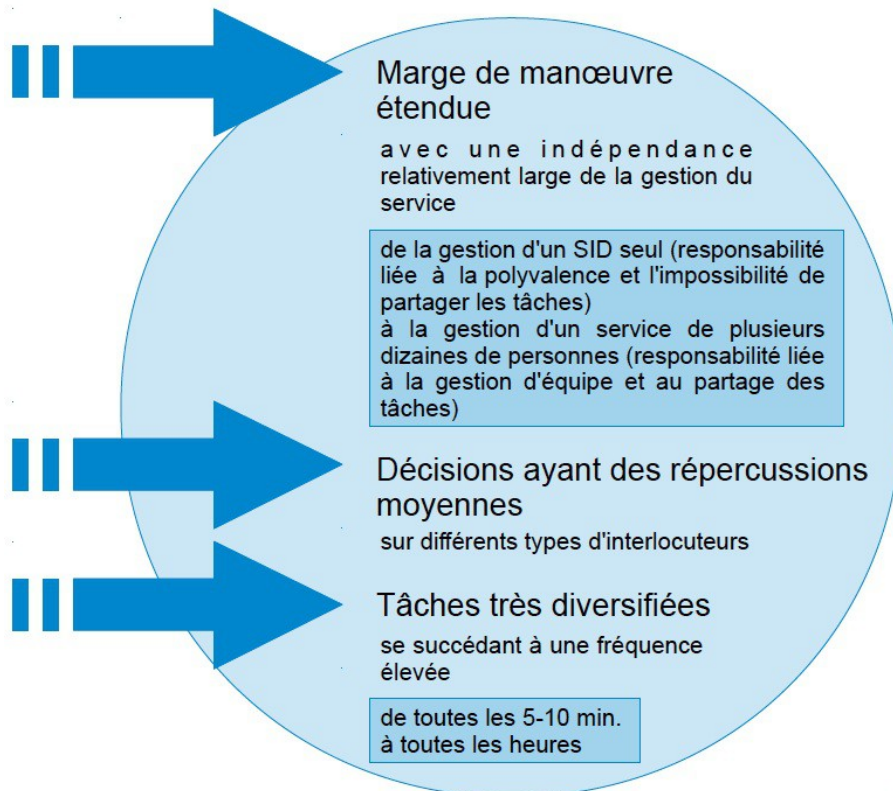 Marge de manœuvre
étendue
avec une indépendance
relativement large de la gestion du
service
de la gestion d'un SID seul (responsabilité
liée à la polyvalence et l'impossibilité de
partager les tâches)
à la gestion d'un service de plusieurs
dizaines de personnes (responsabilité liée
à la gestion d'équipe et au partage des
tâches)
Décisions ayant des répercussions
moyennes
sur différents types d'interlocuteurs
Tâches très diversifiées
se succédant à une fréquence
élevée
de toutes les 5-10 min.
à toutes les heures